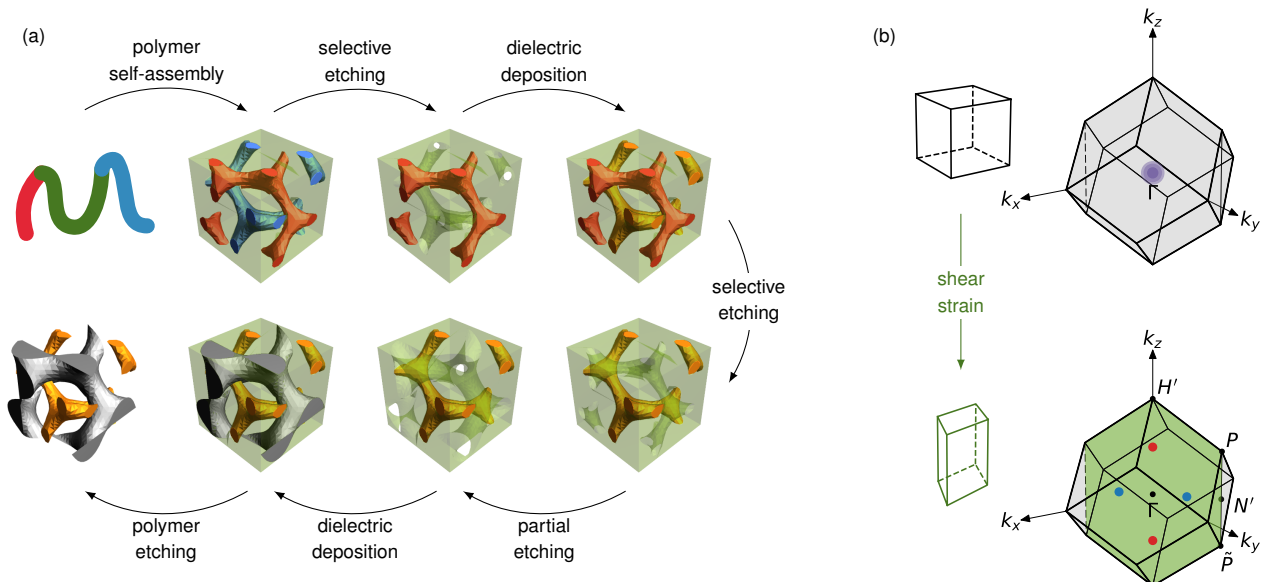 (a)
polymer
self-assembly
selective
etching
dielectric
deposition
selective
etching
polymer
etching
dielectric
deposition
partial
etching
(b)
k_z
k_x
Γ
k_y
shear
strain
k_z
H′
P
k_x
Γ
N′
k_y
P̃